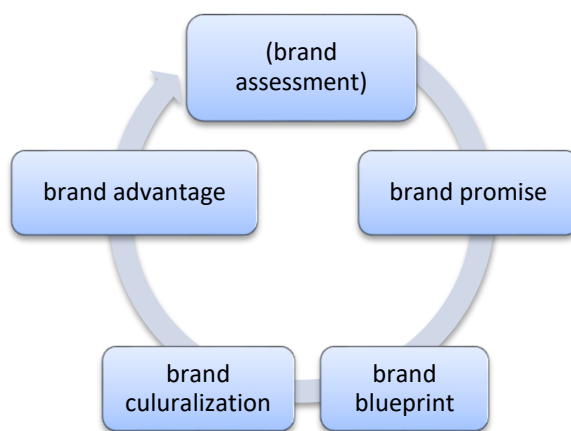 (brand
assessment)
brand promise
brand
blueprint
brand
culuralization
brand advantage